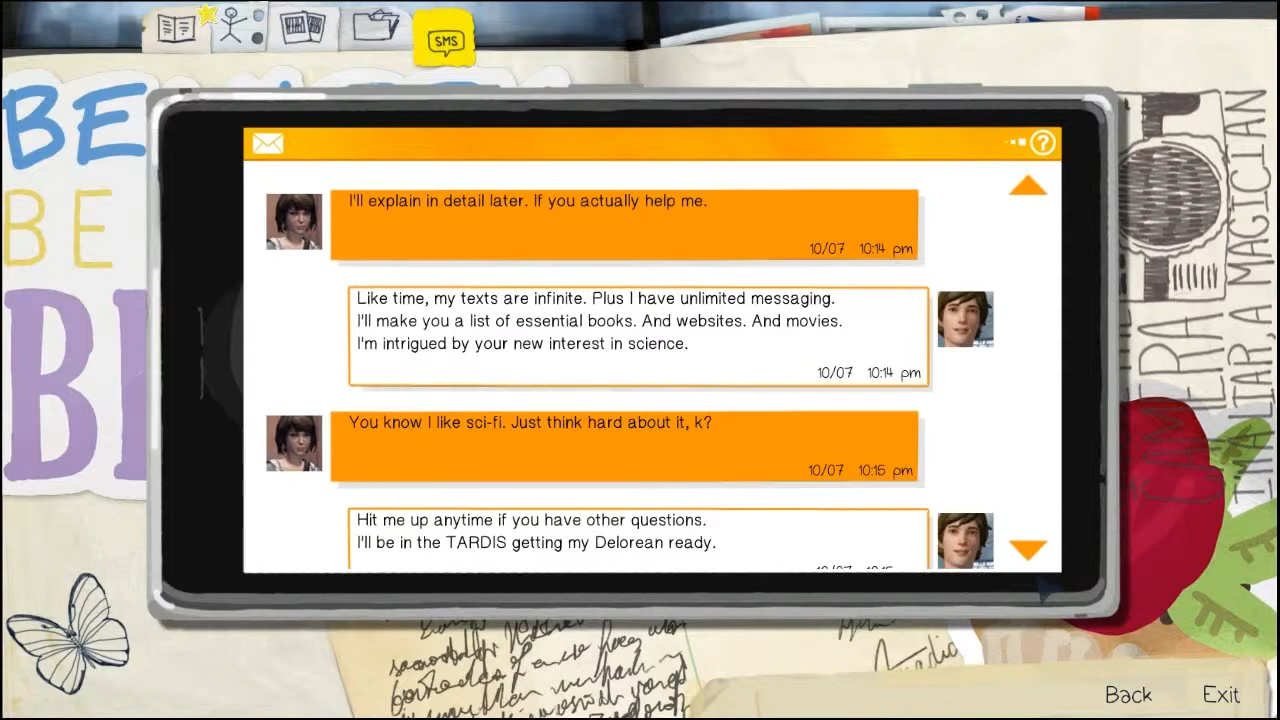 SMS
BE
BE
I'll explain in detail later. If you actually help me.
10/07 10:14 pm
Like time, my texts are infinite. Plus I have unlimited messaging.
I'll make you a list of essential books. And websites. And movies.
I'm intrigued by your new interest in science.
10/07 10:14 pm
You know I like sci-fi. Just think hard about it, k?
10/07 10:15 pm
Hit me up anytime if you have other questions.
I'll be in the TARDIS getting my Delorean ready.
CAMERA
LIAR, A MAGICIAN
Back Exit